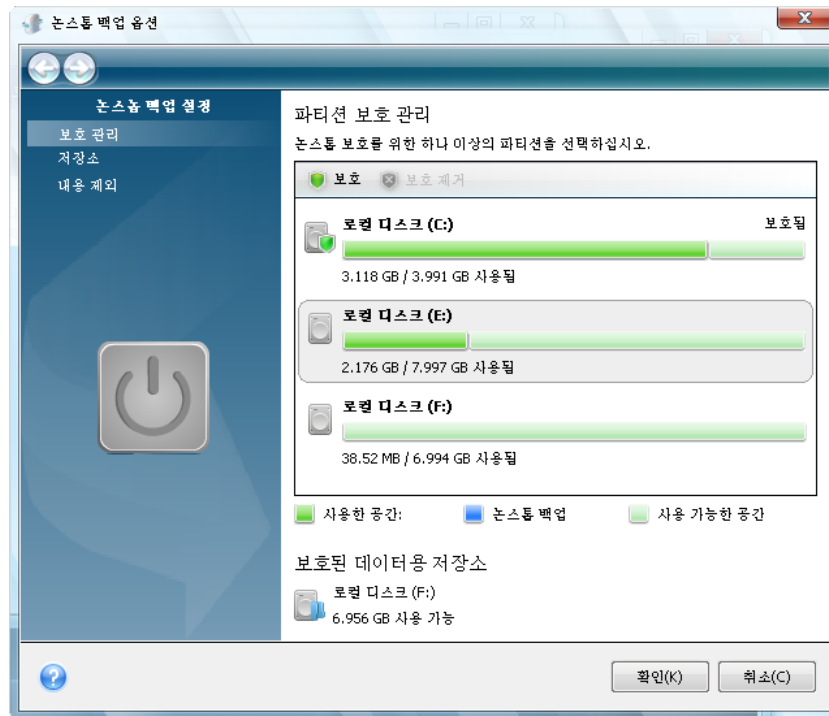 논스톱 백업 옵션
논스톱 백업 설정
보호 관리
저장소
내용 제외
파티션 보호 관리
논스톱 보호를 위한 하나 이상의 파티션을 선택하십시오.
보호 보호 제거
로컬 디스크 (C:) 보호됨
3.118 GB / 3.991 GB 사용됨
로컬 디스크 (E:)
2.176 GB / 7.997 GB 사용됨
로컬 디스크 (F:)
38.52 MB / 6.994 GB 사용됨
사용한 공간: 논스톱 백업 사용 가능한 공간
보호된 데이터용 저장소
로컬 디스크 (F:)
6.956 GB 사용 가능
확인(K) 취소(C)